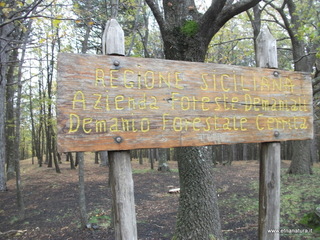 REGIONE SICILIANA
Azienda Foreste Demaniali
Demanio Forestale Cerrita
www.etnanatura.it